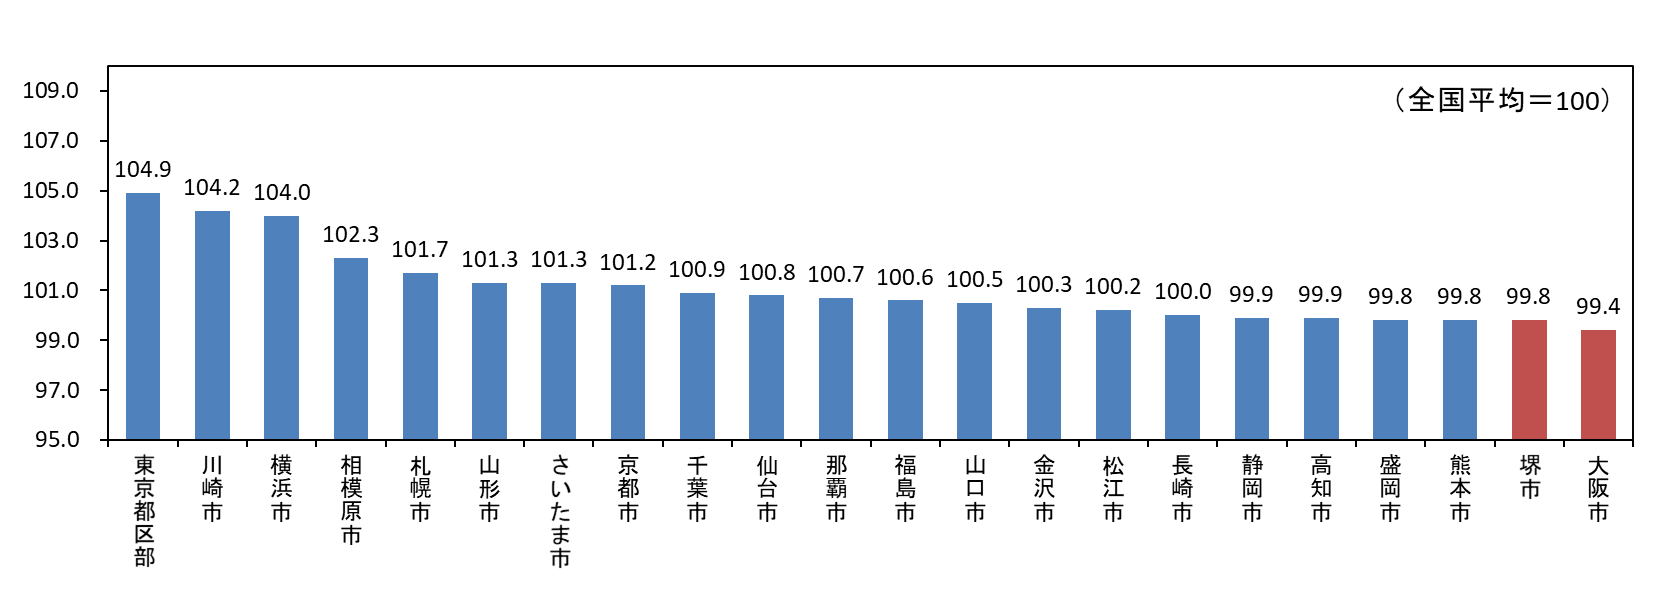 （全国平均＝100）
109.0
107.0
105.0
103.0
101.0
99.0
97.0
95.0
104.9
104.2
104.0
102.3
101.7
101.3
101.3
101.2
100.9
100.8
100.7
100.6
100.5
100.3
100.2
100.0
99.9
99.9
99.8
99.8
99.8
99.4
東京都区部
川崎市
横浜市
相模原市
札幌市
山形市
さいたま市
京都市
千葉市
仙台市
那覇市
福島市
山口市
金沢市
松江市
長崎市
静岡市
高知市
盛岡市
熊本市
堺市
大阪市